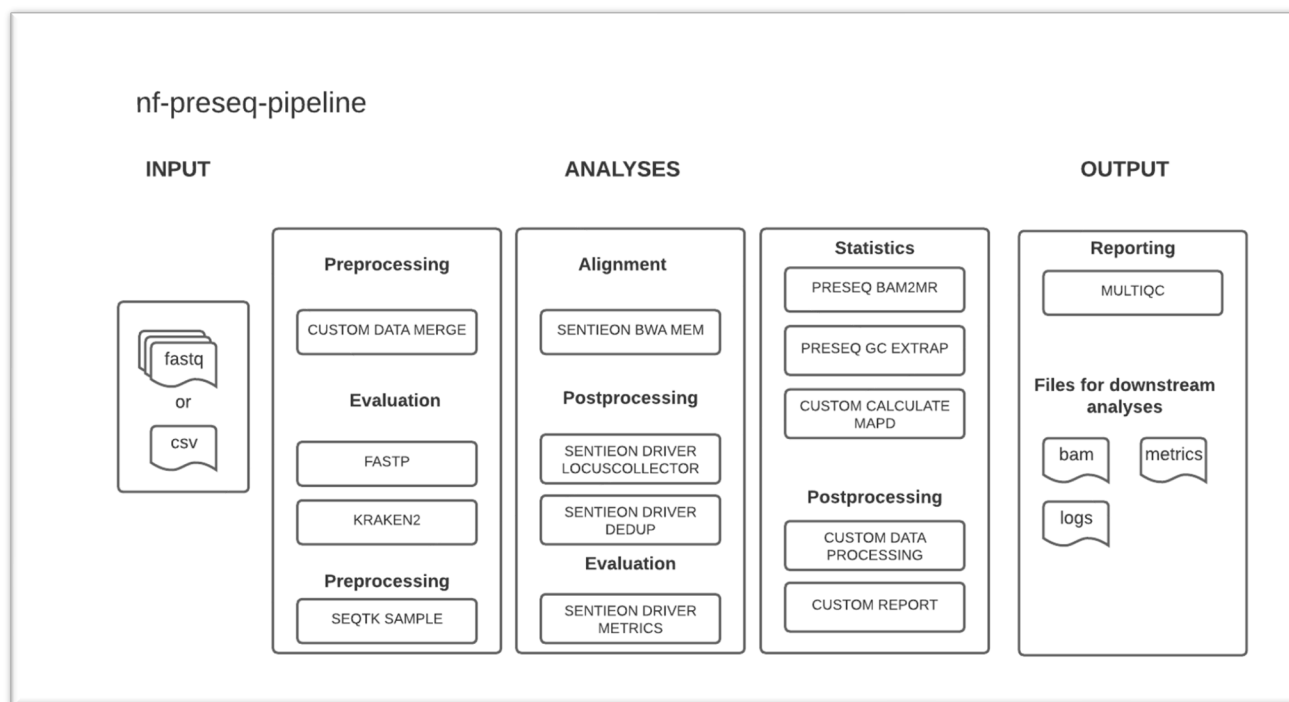 nf-preseq-pipeline
INPUT
ANALYSES
OUTPUT
fastq
or
csv
Preprocessing
CUSTOM DATA MERGE
Evaluation
FASTP
KRAKEN2
Preprocessing
SEQTK SAMPLE
Alignment
SENTIEON BWA MEM
Postprocessing
SENTIEON DRIVER
LOCUSCOLLECTOR
SENTIEON DRIVER
DEDUP
Evaluation
SENTIEON DRIVER
METRICS
Statistics
PRESEQ BAM2MR
PRESEQ GC EXTRAP
CUSTOM CALCULATE
MAPD
Postprocessing
CUSTOM DATA
PROCESSING
CUSTOM REPORT
Reporting
MULTIQC
Files for downstream
analyses
bam
metrics
logs